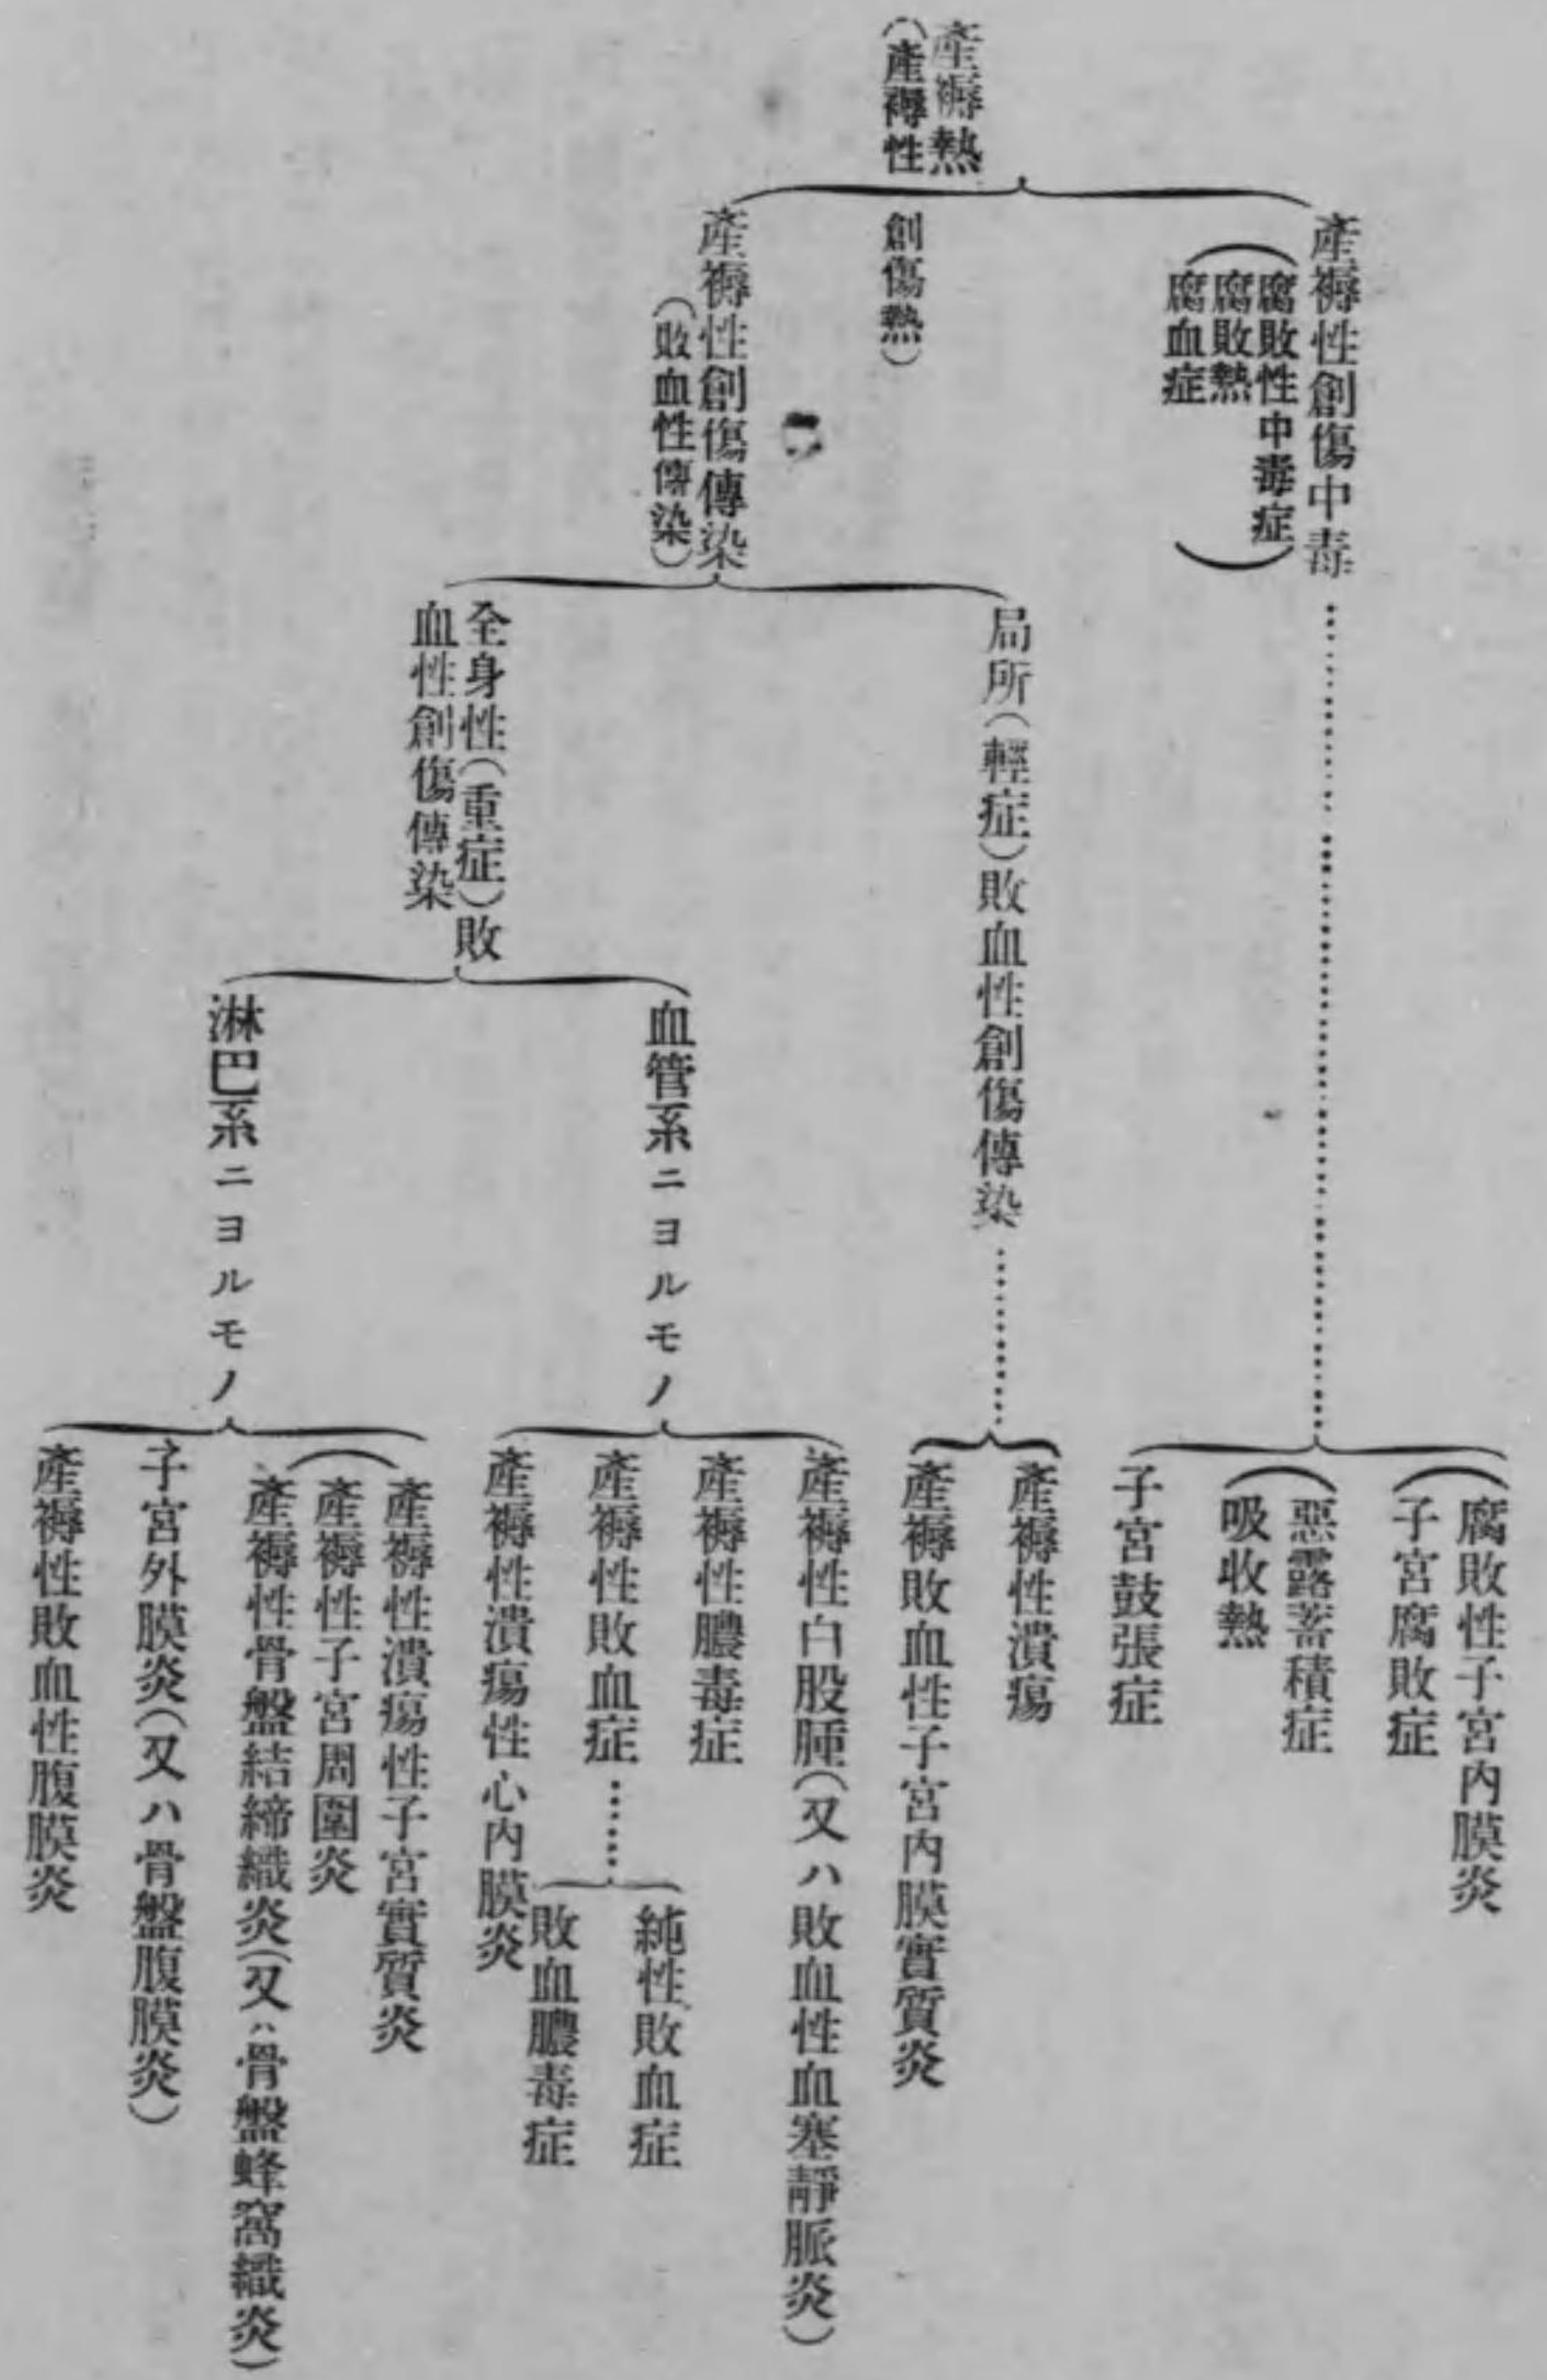 產褥熱
(產褥性
創傷熱)
產褥性創傷中毒
(腐敗性中毒症
腐敗熱
腐血症)
腐敗性子宮內膜炎
(子宮腐敗症
惡露蓄積症
(吸收熱
子宮鼓張症
產褥性創傷傳染
(敗血性傳染)
局所(輕症)敗血性創傷傳染
產褥性潰瘍
產褥敗血性子宮內膜實質炎
全身性(重症)敗
血性創傷傳染
血管系ニヨルモノ
產褥性白股腫(又ハ敗血性血塞靜脈炎)
產褥性膿毒症
產褥性敗血症
純性敗血症
敗血膿毒症
產褥性潰瘍性心內膜炎
淋巴系ニヨルモノ
產褥性潰瘍性子宮實質炎
(產褥性子宮周圍炎
產褥性骨盤結締織炎(又ハ骨盤蜂窩織炎)
子宮外膜炎(又ハ骨盤腹膜炎)
產褥性敗血性腹膜炎